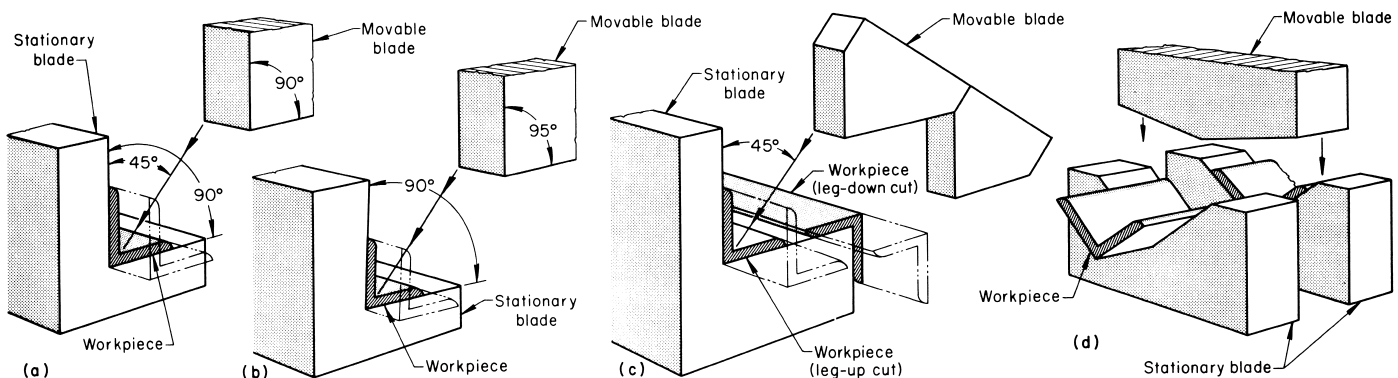 Stationary
blade
Movable
blade
90°
45°
90°
Workpiece
(a)
Movable blade
95°
90°
Stationary
blade
Workpiece
(b)
Movable blade
Stationary
blade
45°
Workpiece
(leg-down cut)
Workpiece
(leg-up cut)
(c)
Movable blade
Workpiece
Stationary blade
(d)